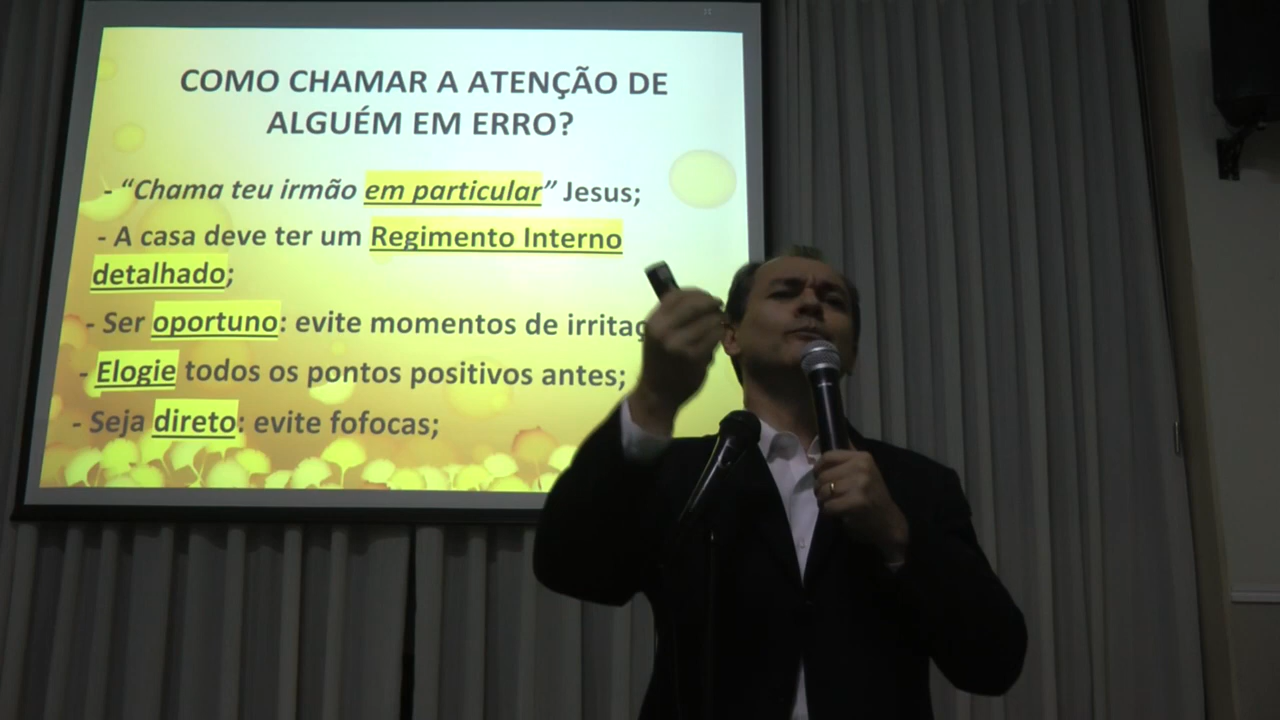 COMO CHAMAR A ATENÇÃO DE
ALGUÉM EM ERRO?
- “Chama teu irmão em particular” Jesus;
- A casa deve ter um Regimento Interno
detalhado;
- Ser oportuno: evite momentos de
- Elogie todos os pontos positivos antes;
- Seja direto: evite fofocas;